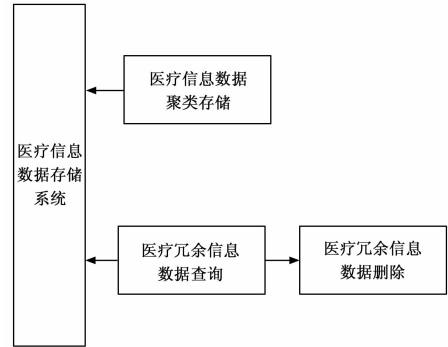 医疗信息
数据存储
系统
医疗信息数据
聚类存储
医疗冗余信息
数据查询
医疗冗余信息
数据删除